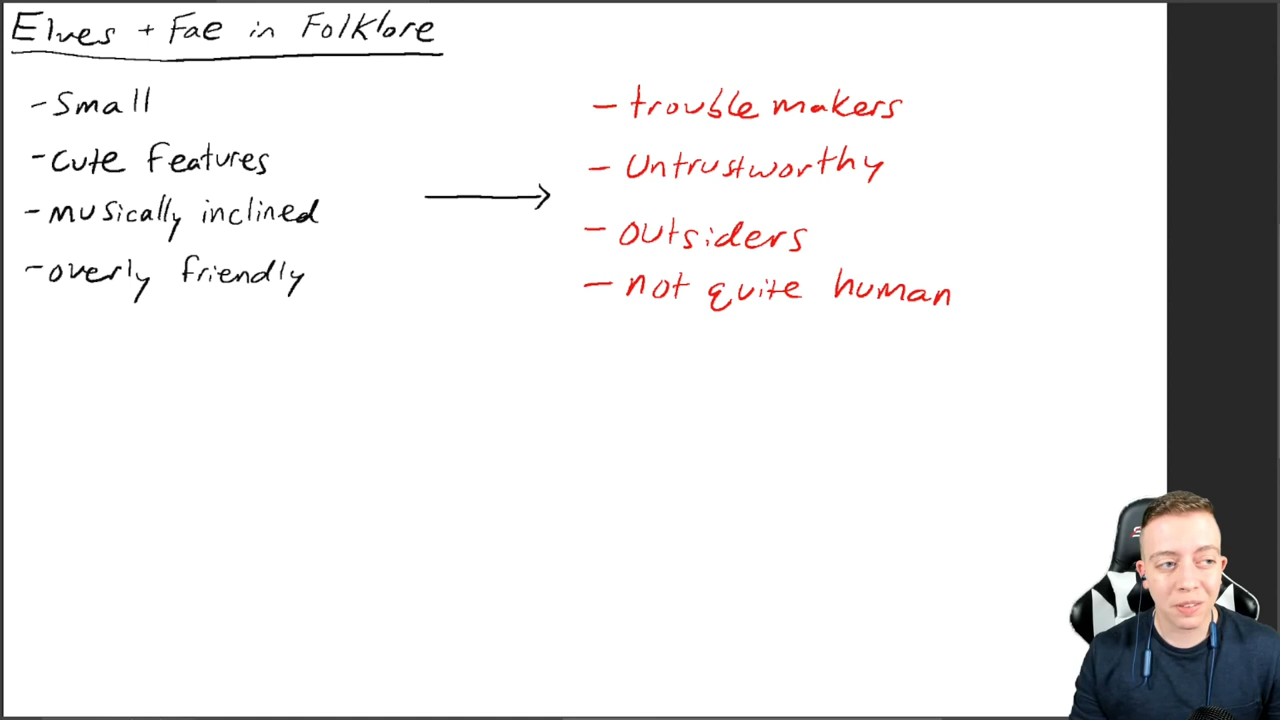 Elves + Fae in Folklore
- Small
- cute features
- musically inclined
- overly friendly
- trouble makers
- Untrustworthy
- outsiders
- not quite human